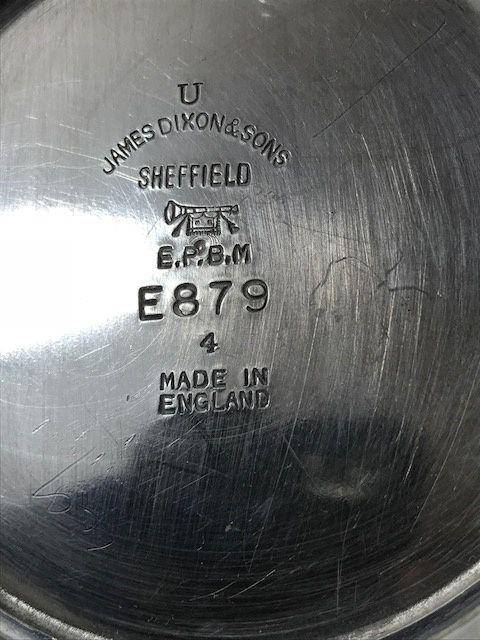 U
JAMES DIXON & SONS
SHEFFIELD
E.P.B.M
E879
4
MADE IN
ENGLAND